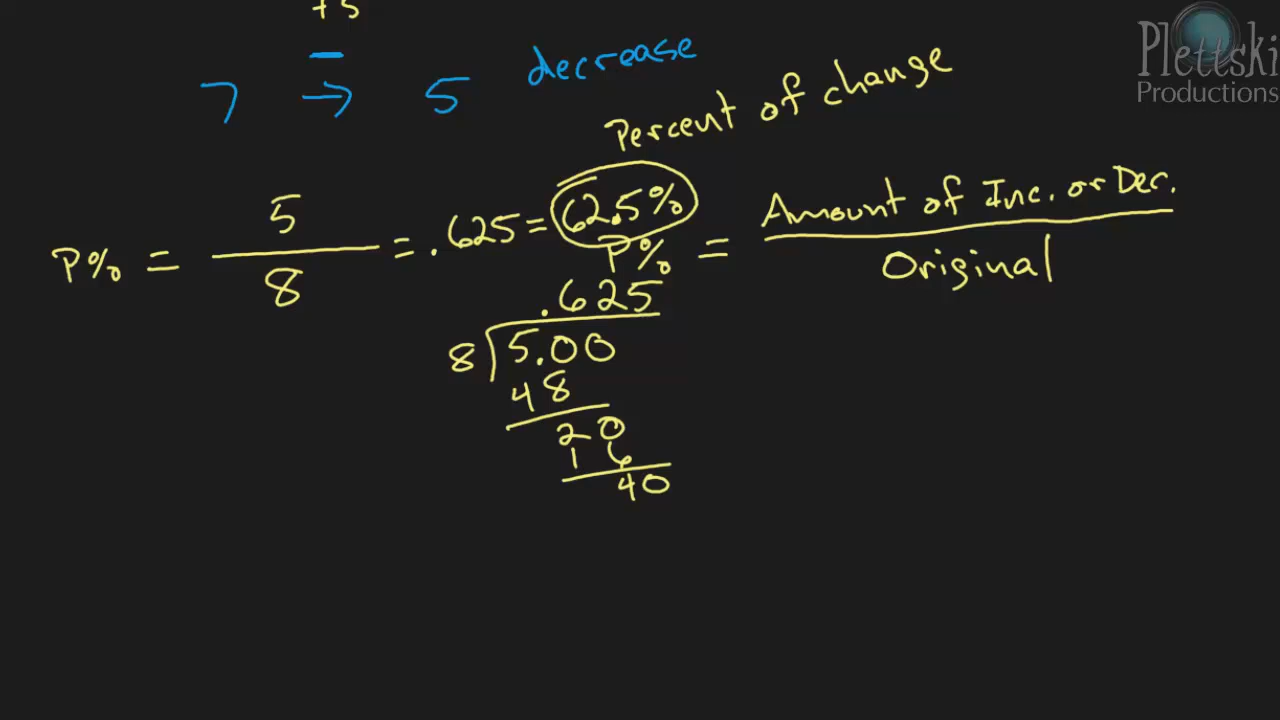 +5
−
7 → 5 decrease
Plettski
Productions
Percent of change
P% = 5/8 = .625 = 62.5%
P% = Amount of Inc. or Dec. / Original
.625
8 5.00
48
20
16
40